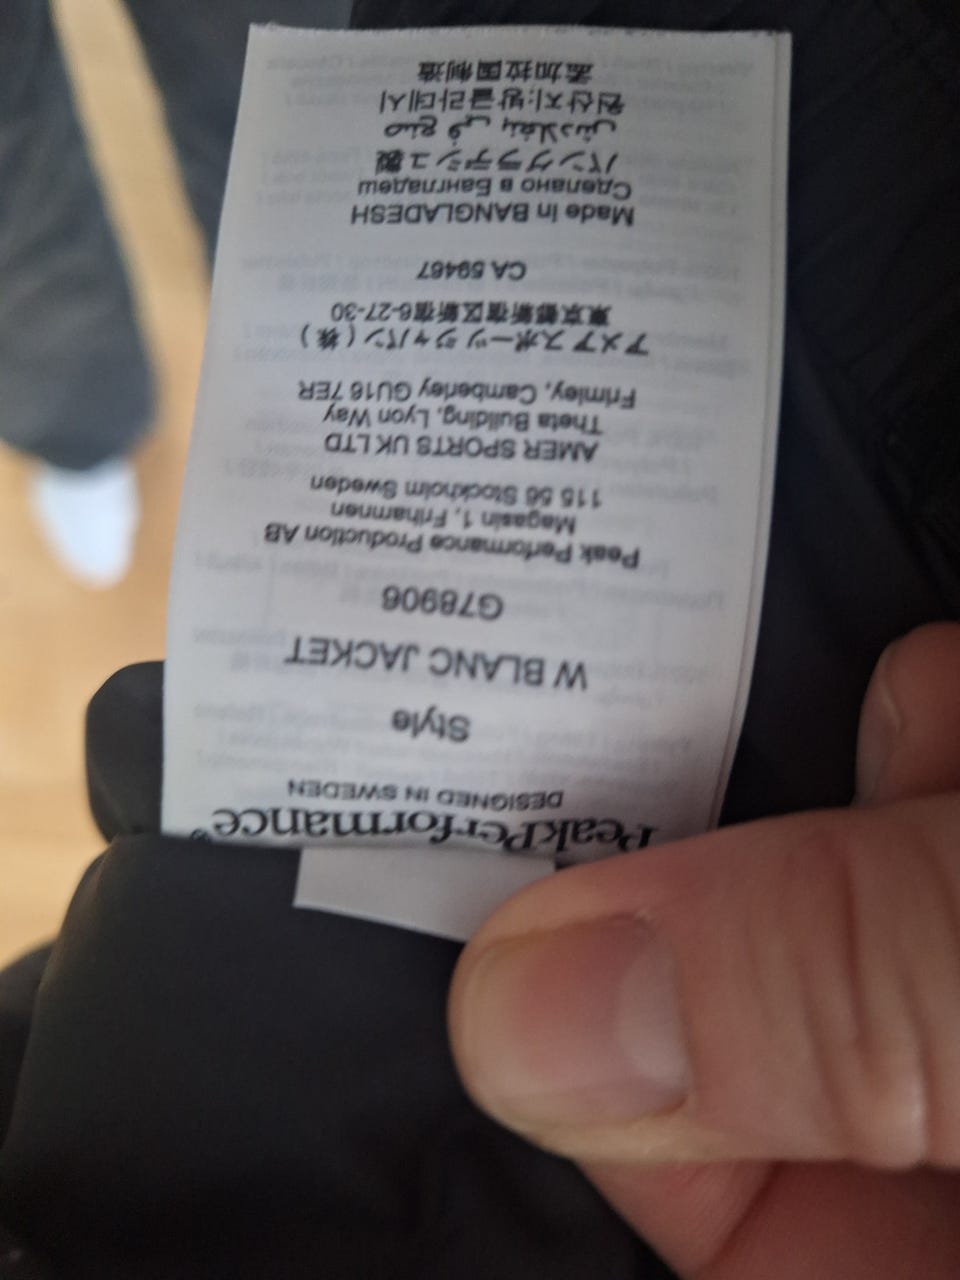 PeakPerformance®
DESIGNED IN SWEDEN
Style
W BLANC JACKET
G78906
Peak Performance Production AB
Magasin 1, Frihamnen
115 56 Stockholm Sweden
AMER SPORTS UK LTD
Theta Building, Lyon Way
Frimley, Camberley GU16 7ER
アメアスポーツ ジャパン ( 株 )
東京都新宿区新宿6-27-30
CA 59467
Made in BANGLADESH
Сделано в Бангладеш
バングラデシュ製
صنع في بنغلادش
원산지:방글라데시
孟加拉国制造